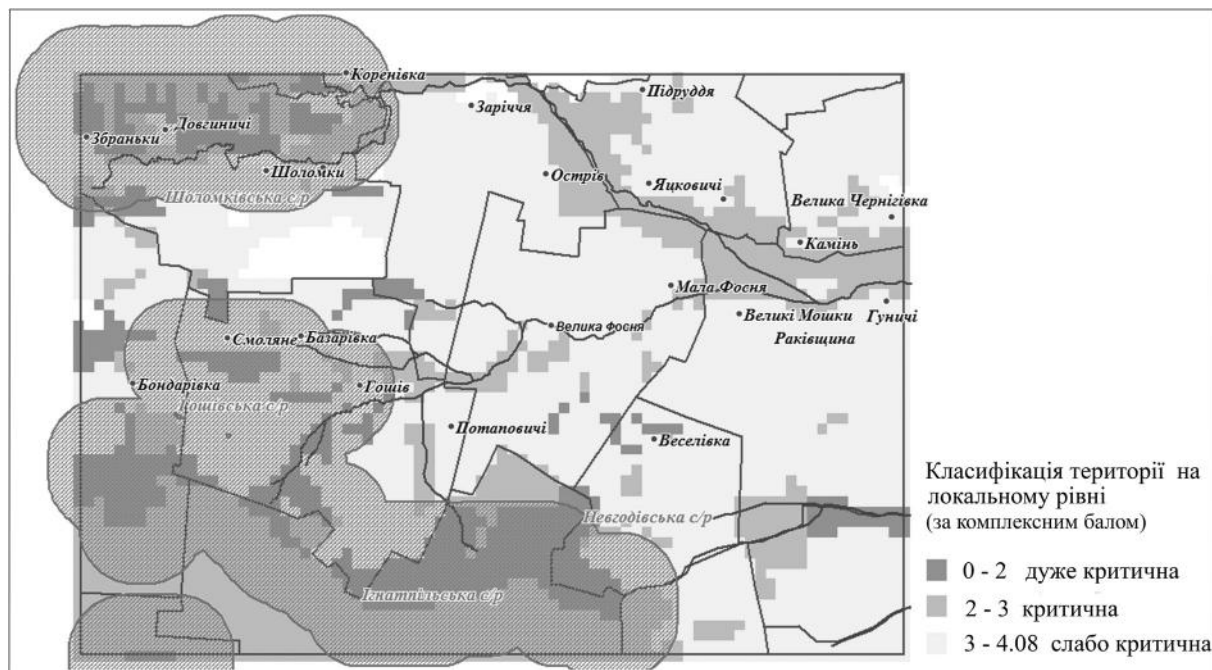 Коренівка
Підруддя
Заріччя
Довгиничі
Збраньки
Шоломки
Острів
Яцковичі
Шоломківська с/р
Велика Чернігівка
Камінь
Мала Фосня
Гуничі
Великі Мошки
Велика Фосня
Раківщина
Смоляне
Базарівка
Бондарівка
Гошів
Гошівська с/р
Потаповичі
Веселівка
Невгодівська с/р
Ігнатпільська с/р
Класифікація території на
локальному рівні
(за комплексним балом)
0 - 2 дуже критична
2 - 3 критична
3 - 4.08 слабо критична